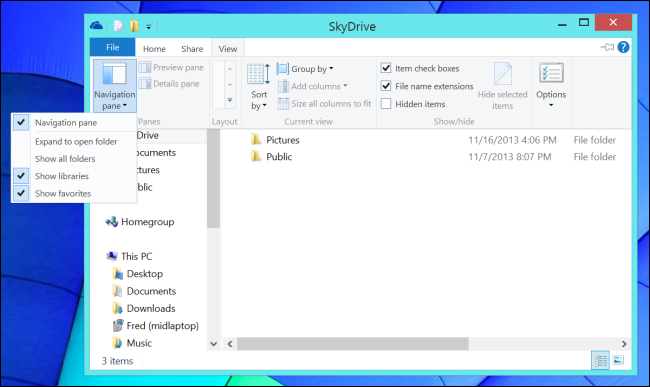 SkyDrive
File Home Share View
Navigation pane
Preview pane
Details pane
Panes
Layout
Sort by
Group by
Add columns
Size all columns to fit
Current view
Item check boxes
File name extensions
Hidden items
Hide selected items
Show/hide
Options
Navigation pane
Expand to open folder
Show all folders
Show libraries
Show favorites
Drive
ocuments
ctures
blic
Homegroup
This PC
Desktop
Documents
Downloads
Fred (midlaptop)
Music
Pictures 11/16/2013 4:06 PM File folder
Public 11/7/2013 8:07 PM File folder
3 items